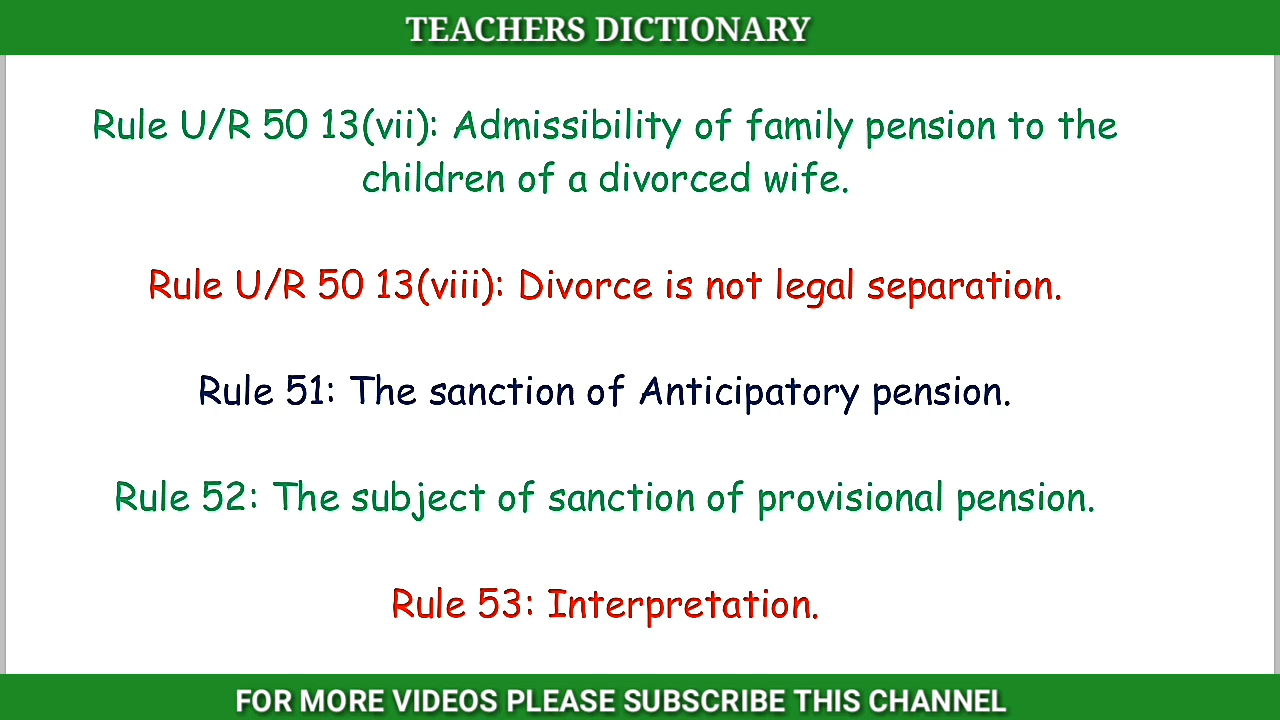 TEACHERS DICTIONARY
Rule U/R 50 13(vii): Admissibility of family pension to the
children of a divorced wife.
Rule U/R 50 13(viii): Divorce is not legal separation.
Rule 51: The sanction of Anticipatory pension.
Rule 52: The subject of sanction of provisional pension.
Rule 53: Interpretation.
FOR MORE VIDEOS PLEASE SUBSCRIBE THIS CHANNEL